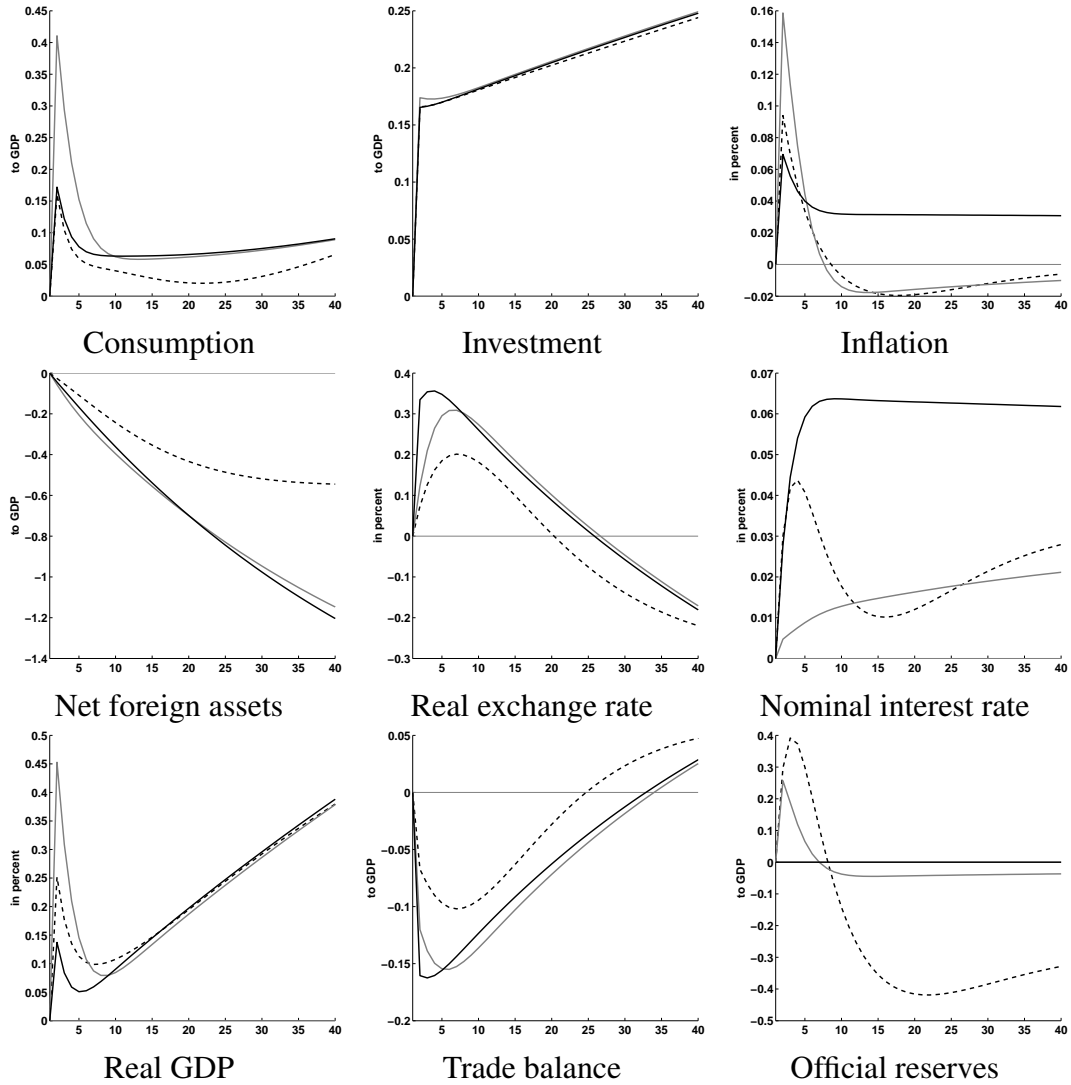 0.45
0.4
0.35
0.3
0.25
0.2
0.15
0.1
0.05
0
to GDP
5 10 15 20 25 30 35 40
Consumption
0.25
0.2
0.15
0.1
0.05
0
to GDP
5 10 15 20 25 30 35 40
Investment
0.16
0.14
0.12
0.1
0.08
0.06
0.04
0.02
0
−0.02
in percent
5 10 15 20 25 30 35 40
Inflation
0
−0.2
−0.4
−0.6
−0.8
−1
−1.2
−1.4
to GDP
5 10 15 20 25 30 35 40
Net foreign assets
0.4
0.3
0.2
0.1
0
−0.1
−0.2
−0.3
in percent
5 10 15 20 25 30 35 40
Real exchange rate
0.07
0.06
0.05
0.04
0.03
0.02
0.01
0
in percent
5 10 15 20 25 30 35 40
Nominal interest rate
0.5
0.45
0.4
0.35
0.3
0.25
0.2
0.15
0.1
0.05
0
in percent
5 10 15 20 25 30 35 40
Real GDP
0.05
0
−0.05
−0.1
−0.15
−0.2
to GDP
5 10 15 20 25 30 35 40
Trade balance
0.4
0.3
0.2
0.1
0
−0.1
−0.2
−0.3
−0.4
−0.5
to GDP
5 10 15 20 25 30 35 40
Official reserves